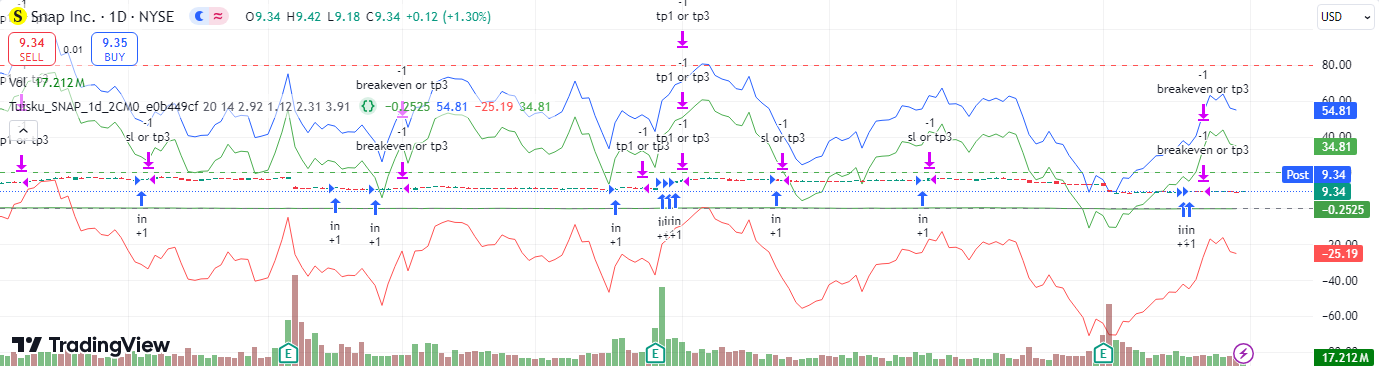 -1
tp1 or tp3
S Snap Inc. · 1D · NYSE O9.34 H9.42 L9.18 C9.34 +0.12 (+1.30%)
USD
9.34
SELL
0.01
9.35
BUY
Vol 17.212 M
Tutsku_SNAP_1d_2CM0_e0b449cf 20 14 2.92 1.12 2.31 3.91 {} −0.2525 54.81 −25.19 34.81
-1
tp1 or tp3
-1
breakeven or tp3
-1
breakeven or tp3
-1
sl or tp3
-1
breakeven or tp3
-1
tp1 or tp3
-1
tp1 or tp3
-1
sl or tp3
-1
sl or tp3
-1
breakeven or tp3
in
+1
in
+1
in
+1
in
+1
in
+1
in
+1
in
+1
80.00
60.00
54.81
40.00
34.81
Post 9.34
9.34
−0.2525
−20.00
−25.19
−40.00
−60.00
17.212 M
E
E
E
TradingView